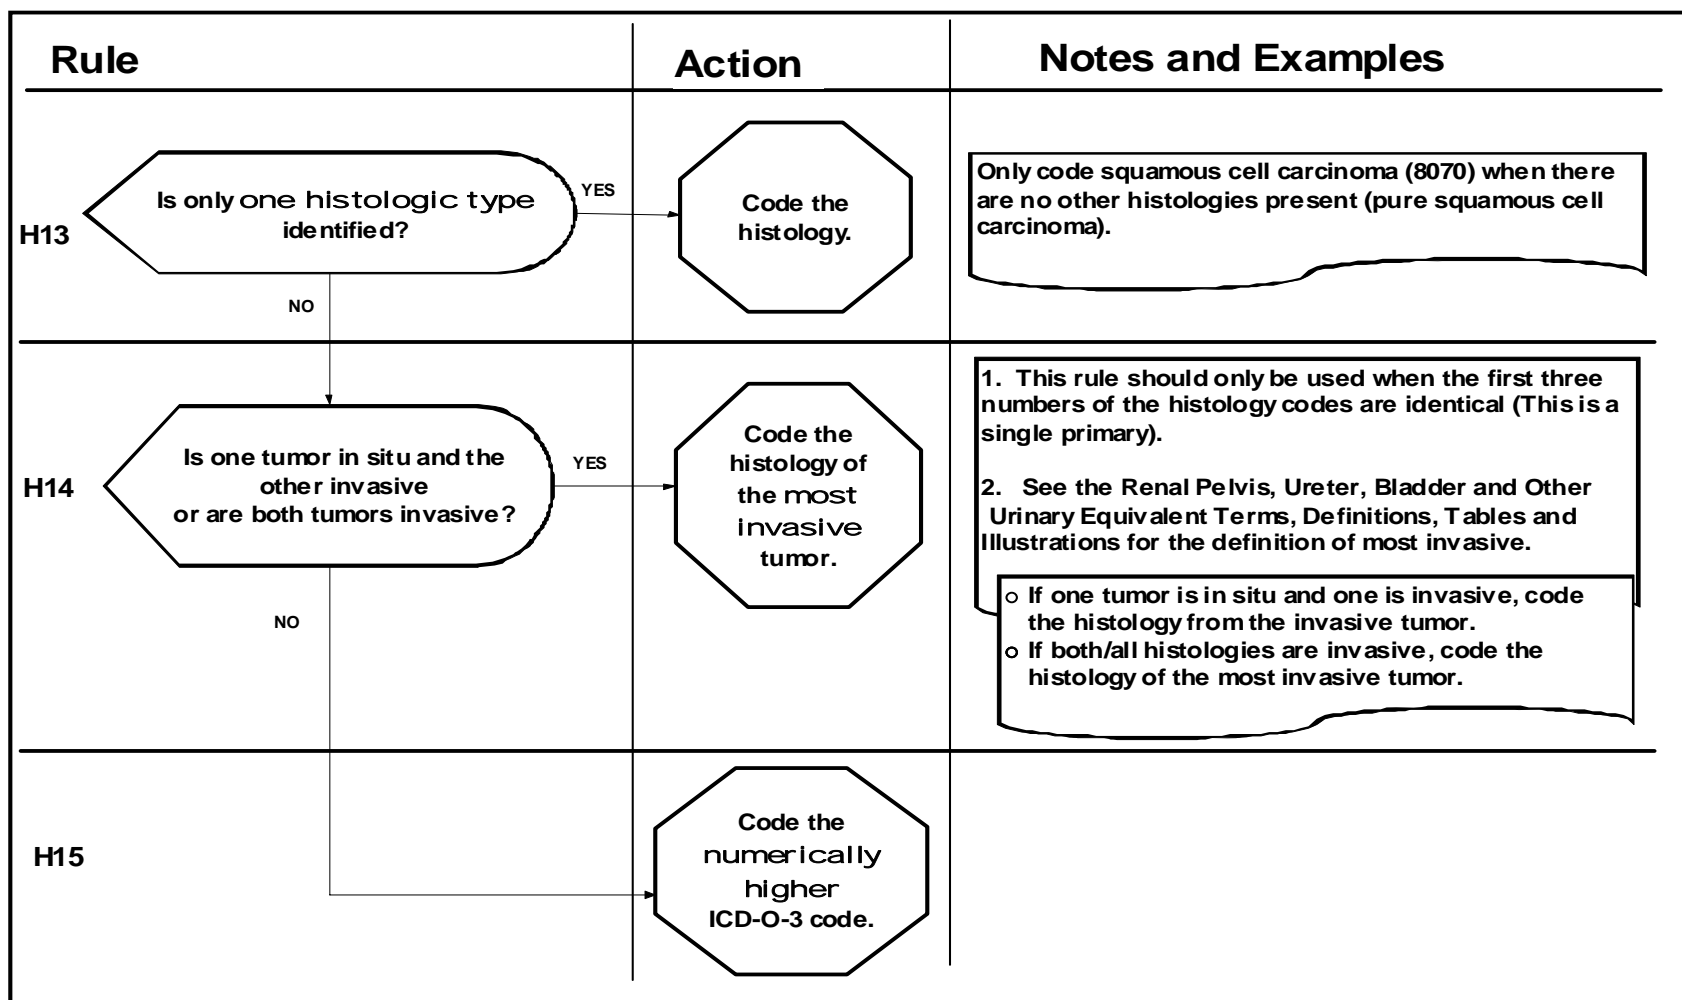 Rule
Action
Notes and Examples
H13
Is only one histologic type
identified?
YES
NO
Code the
histology.
Only code squamous cell carcinoma (8070) when there
are no other histologies present (pure squamous cell
carcinoma).
H14
Is one tumor in situ and the
other invasive
or are both tumors invasive?
YES
NO
Code the
histology of
the most
invasive
tumor.
1. This rule should only be used when the first three
numbers of the histology codes are identical (This is a
single primary).
2. See the Renal Pelvis, Ureter, Bladder and Other
Urinary Equivalent Terms, Definitions, Tables and
Illustrations for the definition of most invasive.
o If one tumor is in situ and one is invasive, code
the histology from the invasive tumor.
o If both/all histologies are invasive, code the
histology of the most invasive tumor.
H15
Code the
numerically
higher
ICD-O-3 code.